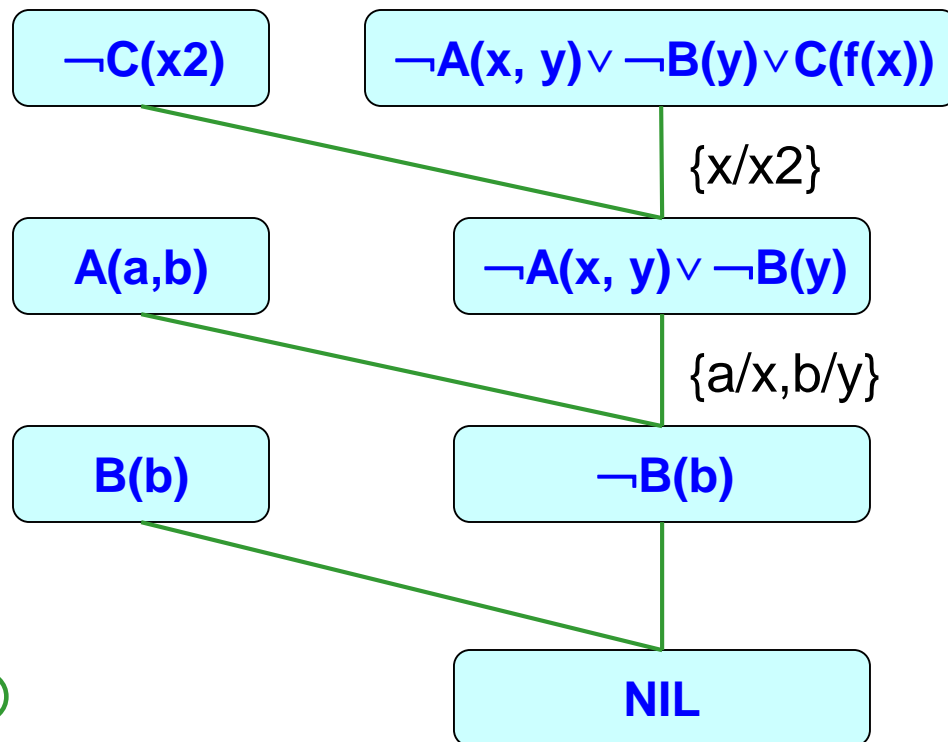 ¬C(x2)
¬A(x, y)∨ ¬B(y)∨C(f(x))
{x/x2}
A(a,b)
¬A(x, y)∨ ¬B(y)
{a/x,b/y}
B(b)
¬B(b)
NIL